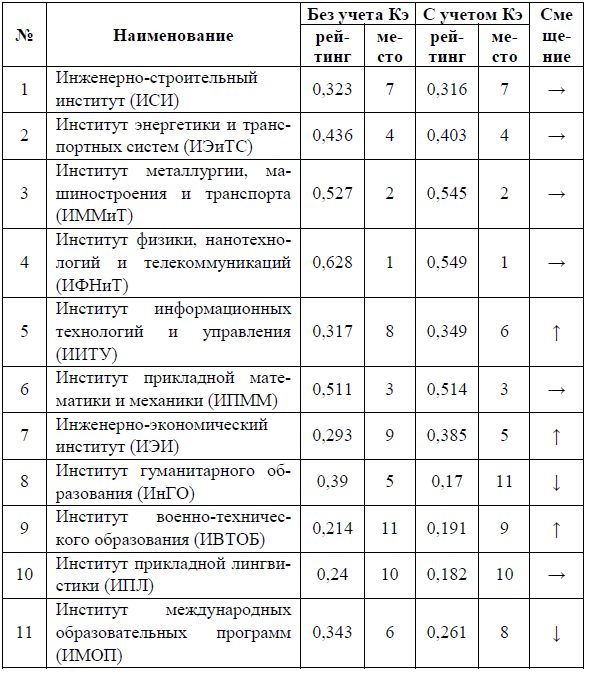 № Наименование Без учета Кэ С учетом Кэ Сме
рей- ме- рей- ме- ще-
тинг сто тинг сто ние
1 Инженерно-строительный
институт (ИСИ) 0,323 7 0,316 7 →
2 Институт энергетики и транс-
портных систем (ИЭиТС) 0,436 4 0,403 4 →
3 Институт металлургии, ма-
шиностроения и транспорта
(ИММиТ) 0,527 2 0,545 2 →
4 Институт физики, нанотехно-
логий и телекоммуникаций
(ИФНиТ) 0,628 1 0,549 1 →
5 Институт информационных
технологий и управления
(ИИТУ) 0,317 8 0,349 6 ↑
6 Институт прикладной мате-
матики и механики (ИПММ) 0,511 3 0,514 3 →
7 Инженерно-экономический
институт (ИЭИ) 0,293 9 0,385 5 ↑
8 Институт гуманитарного об-
разования (ИнГО) 0,39 5 0,17 11 ↓
9 Институт военно-техничес-
кого образования (ИВТОБ) 0,214 11 0,191 9 ↑
10 Институт прикладной лингви-
стики (ИПЛ) 0,24 10 0,182 10 →
11 Институт международных
образовательных программ
(ИМОП) 0,343 6 0,261 8 ↓